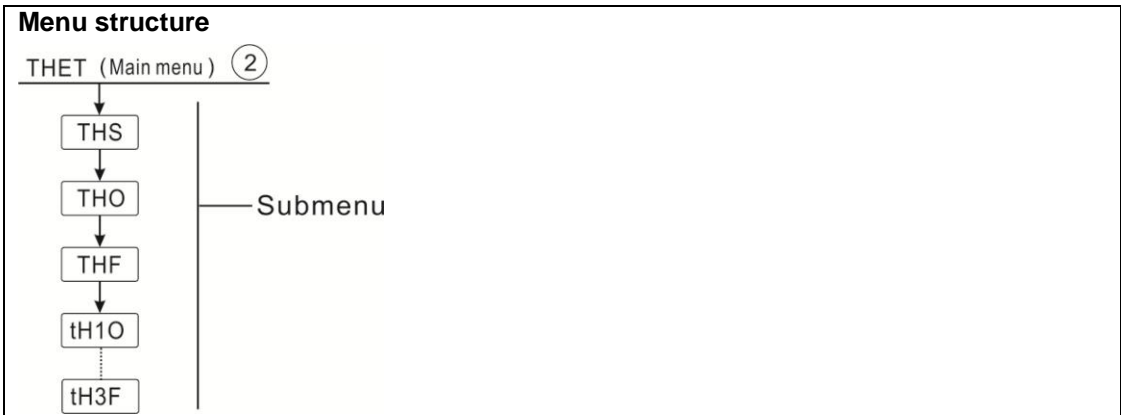 Menu structure
THET (Main menu) 2
THS
THO
Submenu
THF
tH1O
tH3F